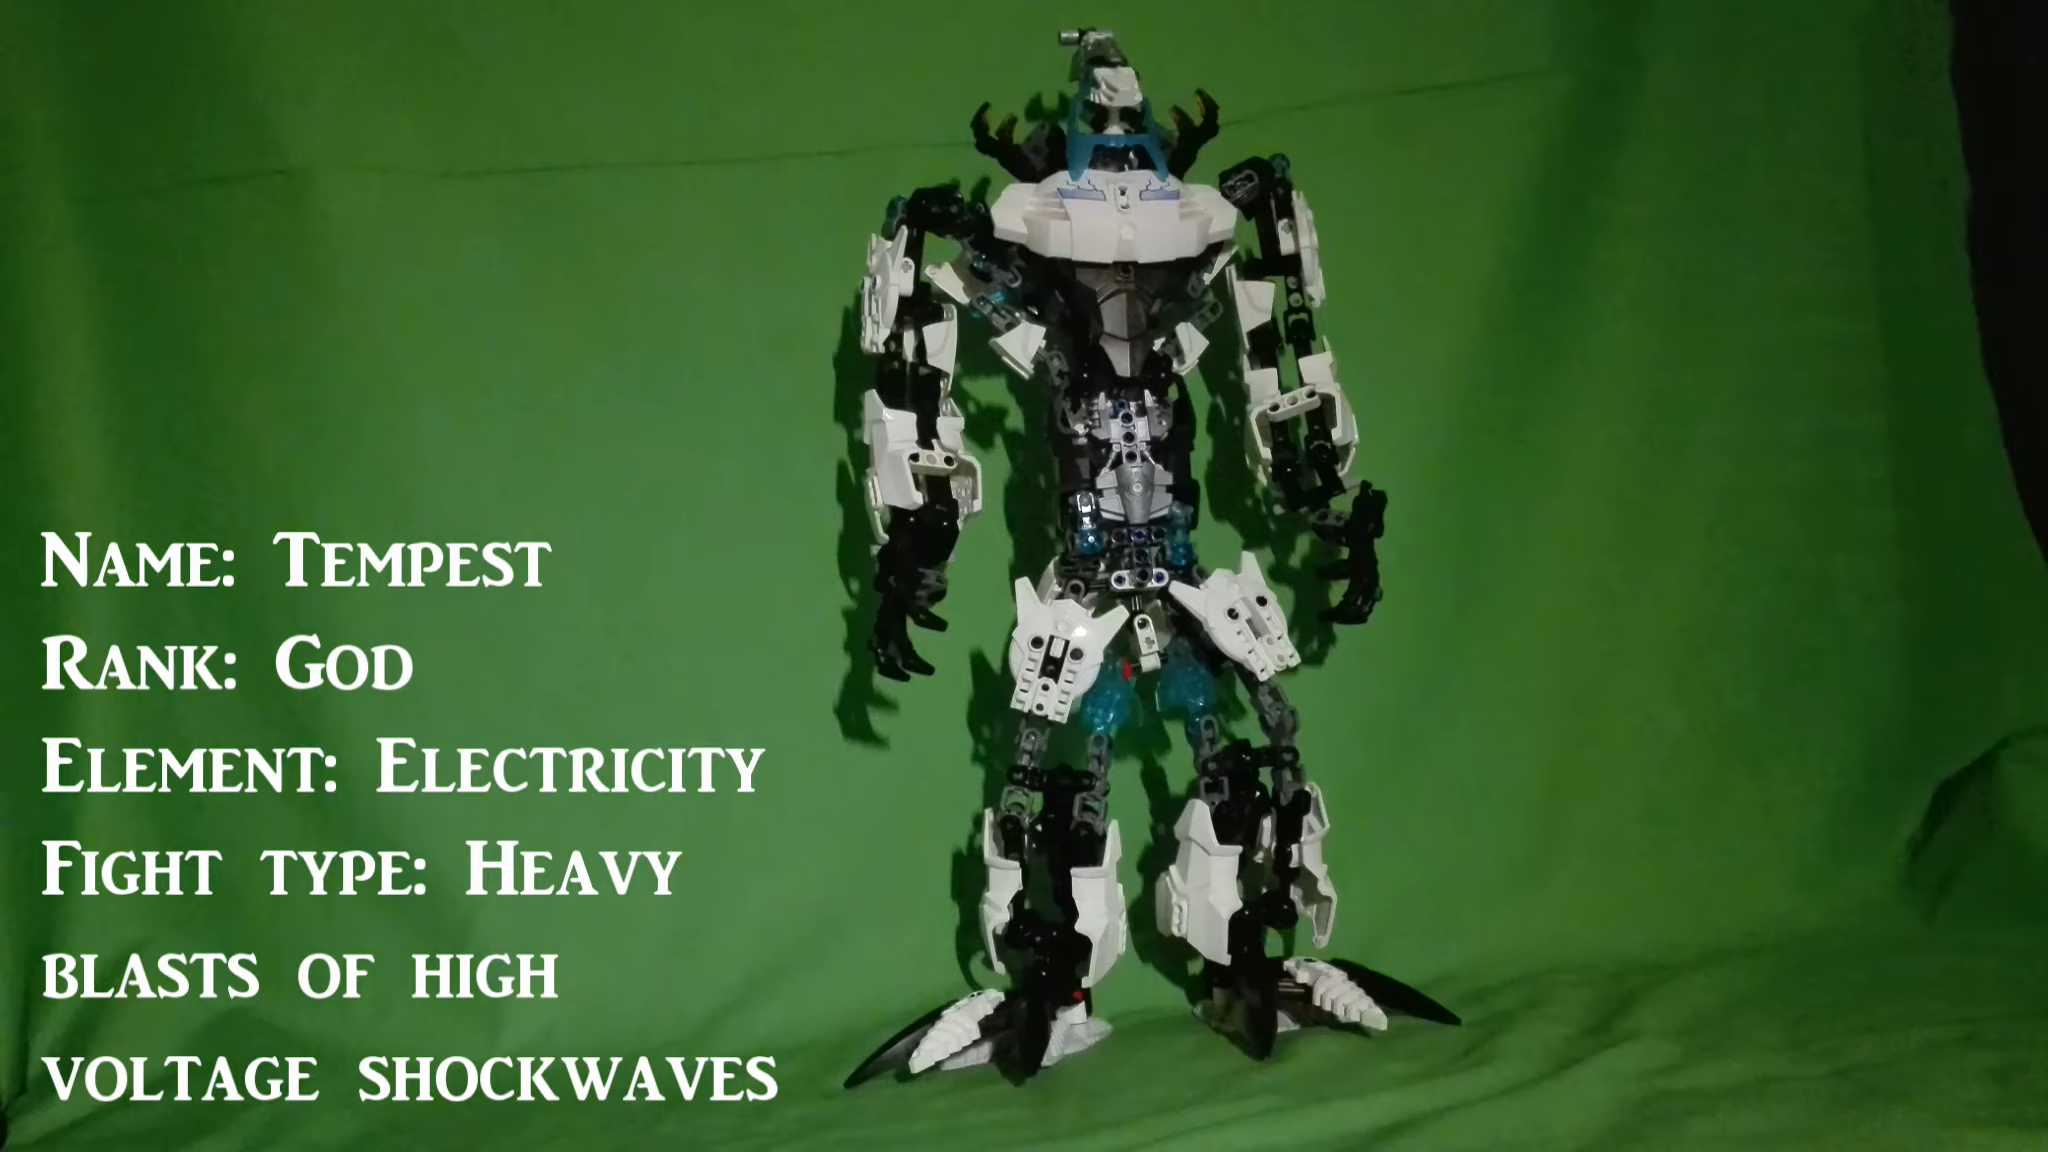 Name: Tempest
Rank: God
Element: Electricity
Fight type: Heavy
blasts of high
voltage shockwaves